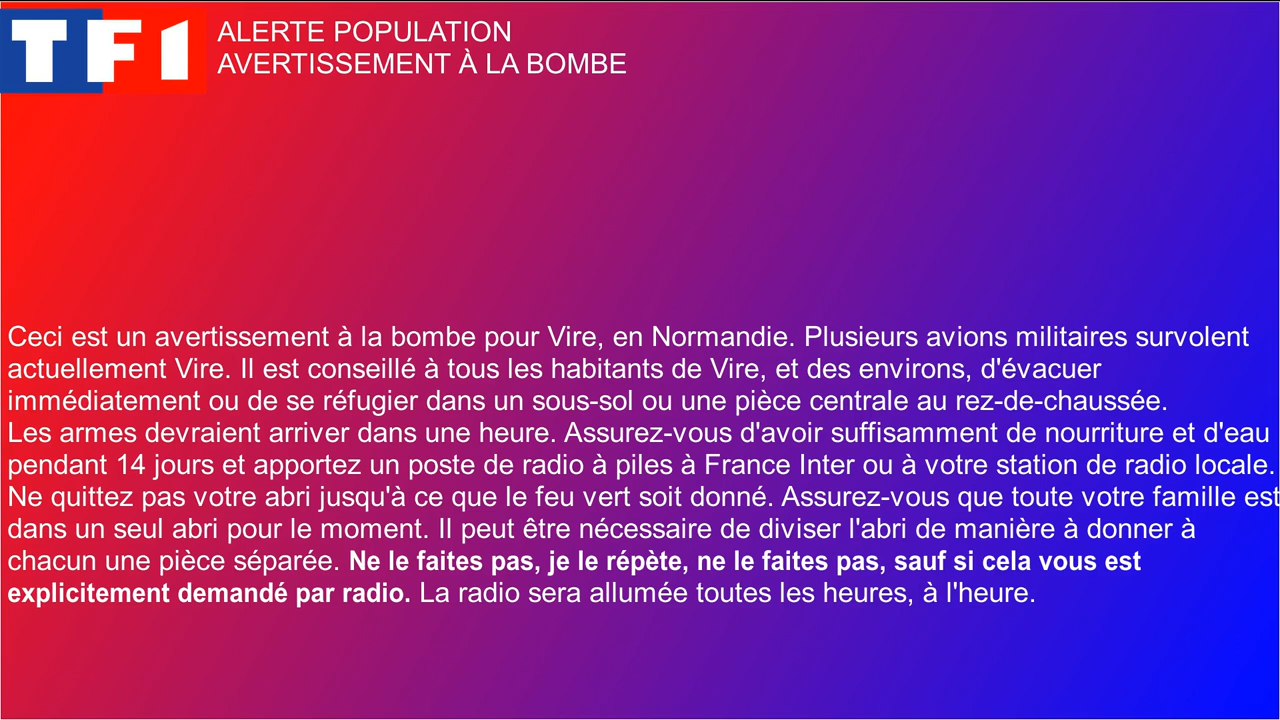 TF1
ALERTE POPULATION
AVERTISSEMENT À LA BOMBE
Ceci est un avertissement à la bombe pour Vire, en Normandie. Plusieurs avions militaires survolent
actuellement Vire. Il est conseillé à tous les habitants de Vire, et des environs, d'évacuer
immédiatement ou de se réfugier dans un sous-sol ou une pièce centrale au rez-de-chaussée.
Les armes devraient arriver dans une heure. Assurez-vous d'avoir suffisamment de nourriture et d'eau
pendant 14 jours et apportez un poste de radio à piles à France Inter ou à votre station de radio locale.
Ne quittez pas votre abri jusqu'à ce que le feu vert soit donné. Assurez-vous que toute votre famille est
dans un seul abri pour le moment. Il peut être nécessaire de diviser l'abri de manière à donner à
chacun une pièce séparée. Ne le faites pas, je le répète, ne le faites pas, sauf si cela vous est
explicitement demandé par radio. La radio sera allumée toutes les heures, à l'heure.